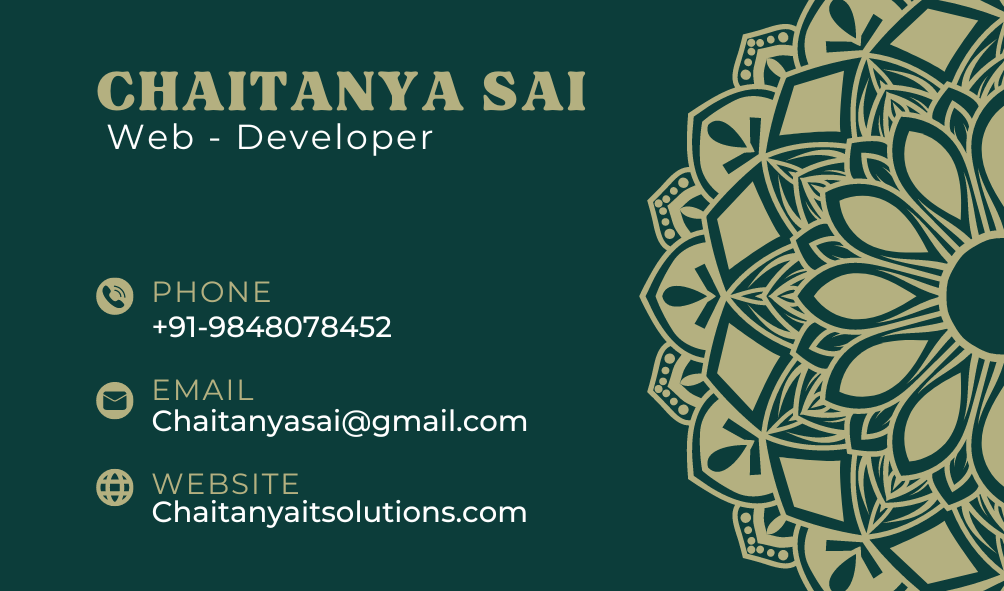 CHAITANYA SAI
Web - Developer
PHONE
+91-9848078452
EMAIL
Chaitanyasai@gmail.com
WEBSITE
Chaitanyaitsolutions.com